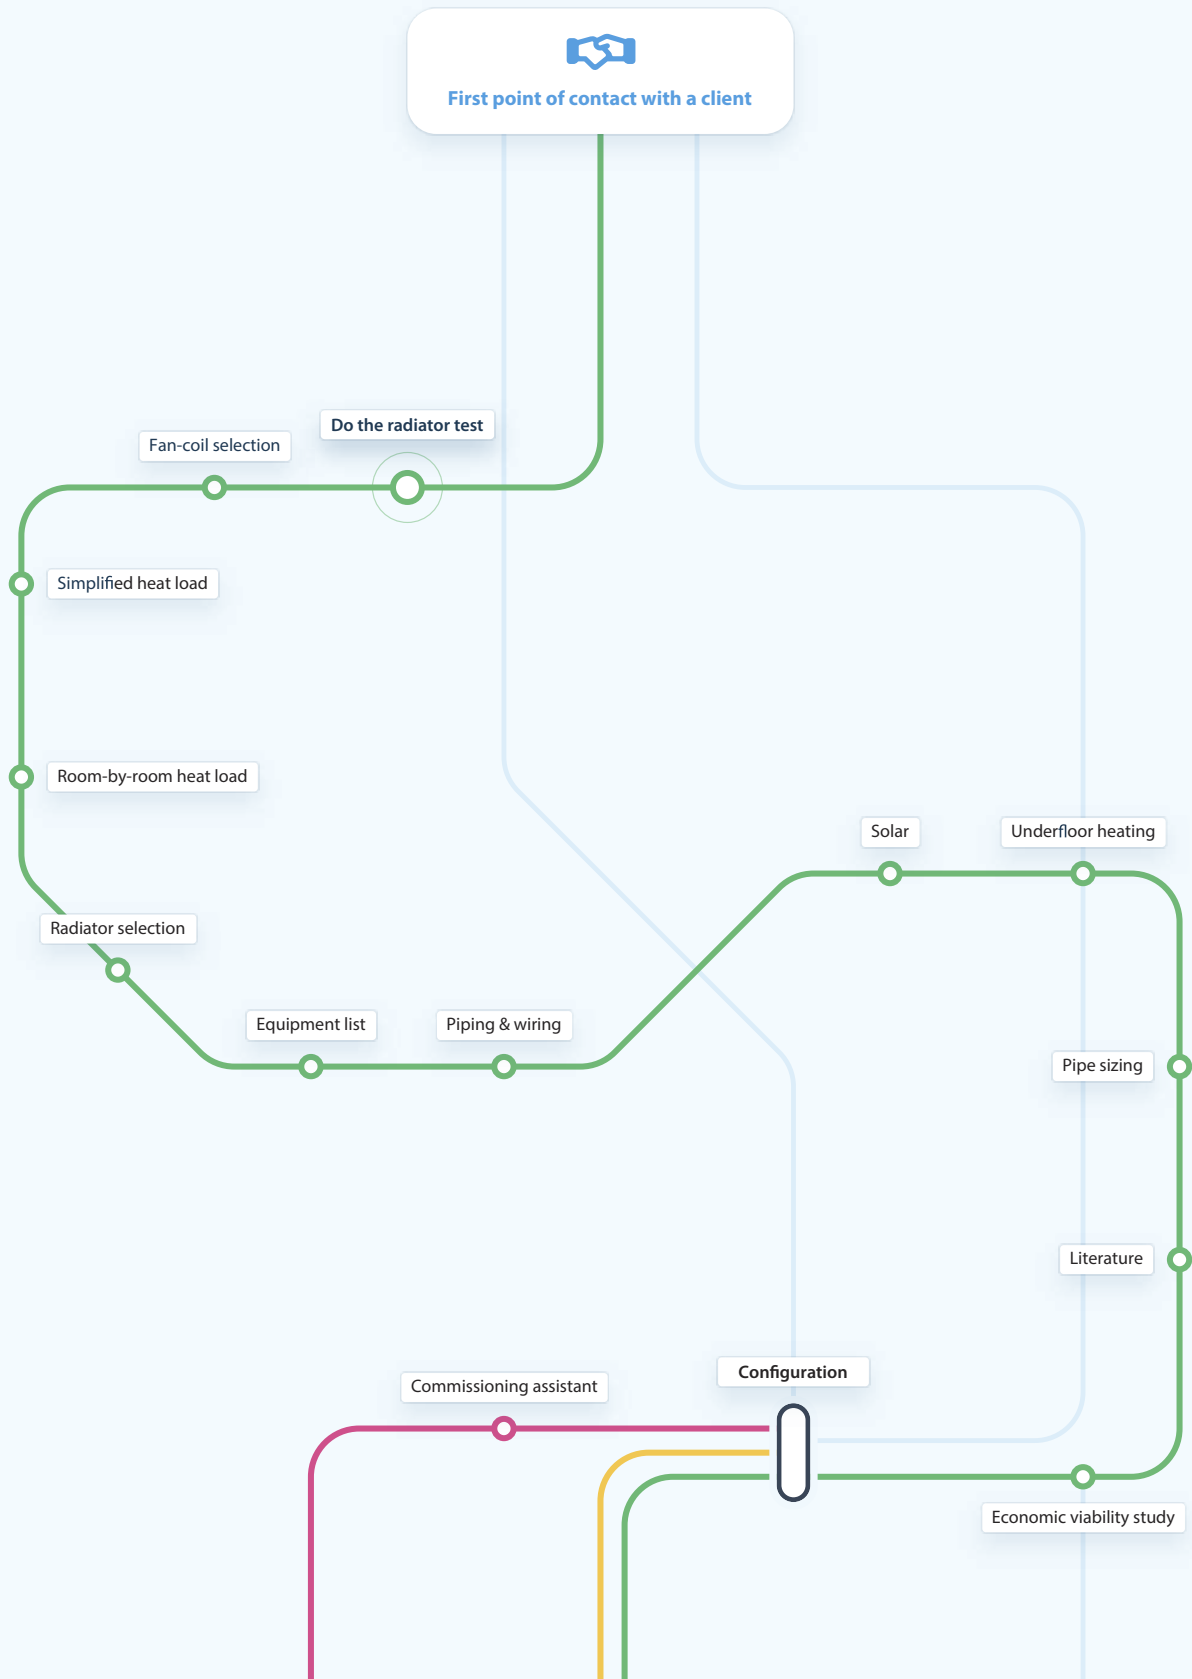 First point of contact with a client
Do the radiator test
Fan-coil selection
Simplified heat load
Room-by-room heat load
Solar
Underfloor heating
Radiator selection
Equipment list
Piping & wiring
Pipe sizing
Literature
Configuration
Commissioning assistant
Economic viability study